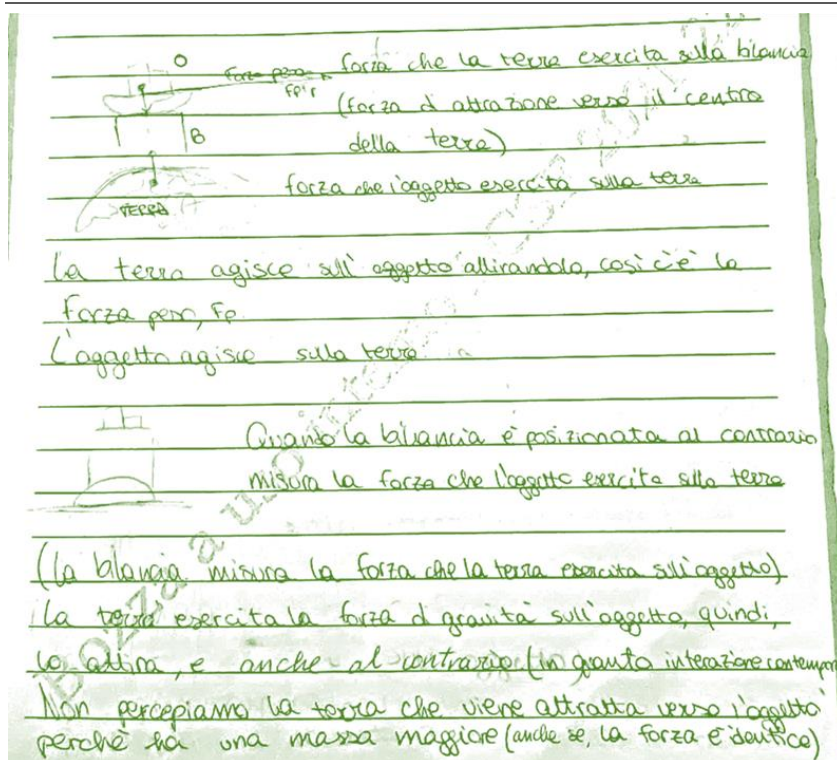 O
forza che la terra esercita sulla bilancia
Forza peso
(forza d attrazione verso il centro
B
della terra)
forza che l'oggetto esercita sulla terra
TERRA
La terra agisce sull' oggetto attirandolo, così c'è la
forza peso, Fp.
L'oggetto agisce sulla terra
Quando la bilancia è posizionata al contrario
misura la forza che l'oggetto esercita sulla terra
(La bilancia misura la forza che la terra esercita sull'oggetto)
La terra esercita la forza d gravità sull'oggetto, quindi,
lo attira, e anche al contrario (in quanto interazione contempor
Non percepiamo la terra che viene attratta verso l'oggetto
perchè ha una massa maggiore (anche se, la forza è identica)
Bozza a uno